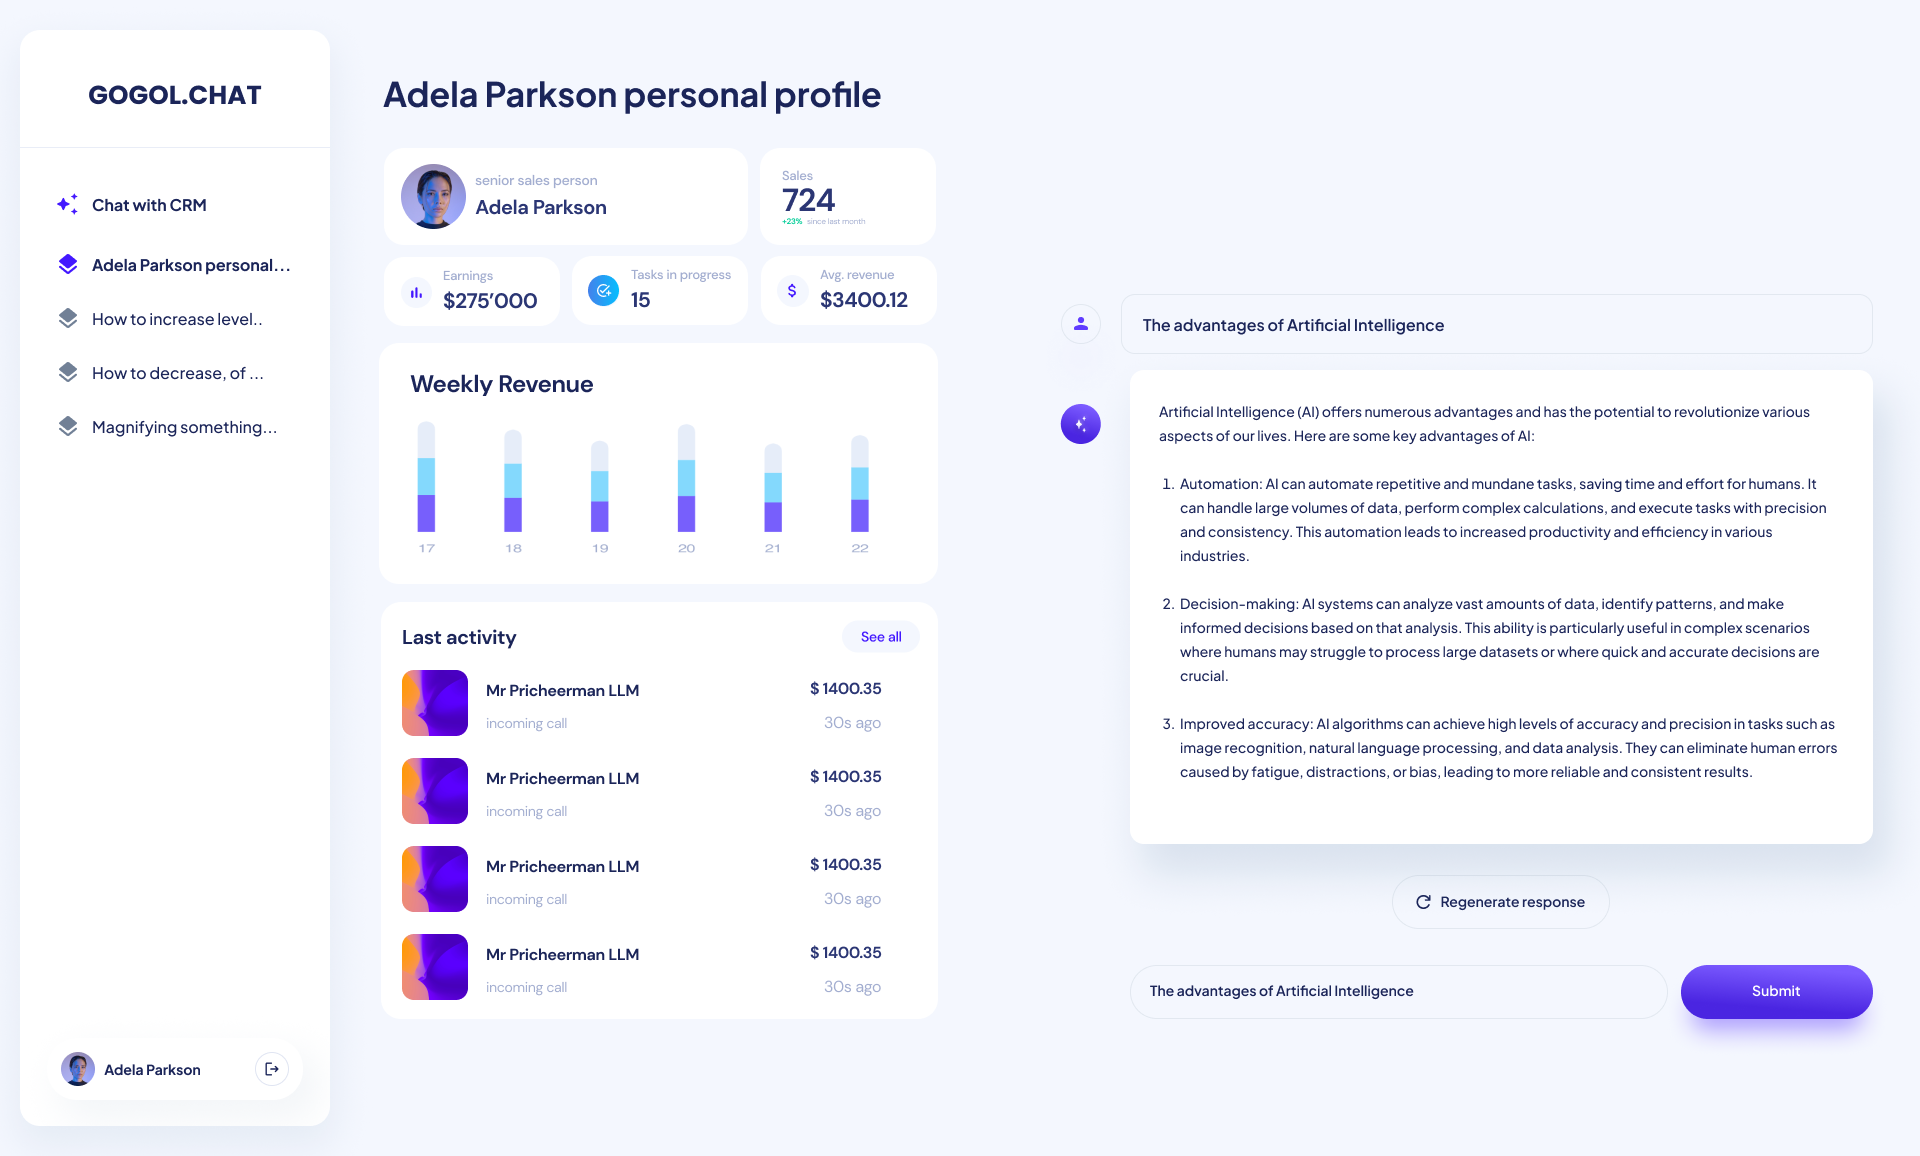 GOGOL.CHAT
Chat with CRM
Adela Parkson personal...
How to increase level..
How to decrease, of ...
Magnifying something...
Adela Parkson
Adela Parkson personal profile
senior sales person
Adela Parkson
Sales
724
+23% since last month
Earnings
$275’000
Tasks in progress
15
Avg. revenue
$3400.12
Weekly Revenue
17 18 19 20 21 22
Last activity
See all
Mr Pricheerman LLM $ 1400.35
incoming call 30s ago
Mr Pricheerman LLM $ 1400.35
incoming call 30s ago
Mr Pricheerman LLM $ 1400.35
incoming call 30s ago
Mr Pricheerman LLM $ 1400.35
incoming call 30s ago
The advantages of Artificial Intelligence
Artificial Intelligence (AI) offers numerous advantages and has the potential to revolutionize various
aspects of our lives. Here are some key advantages of AI:
1. Automation: AI can automate repetitive and mundane tasks, saving time and effort for humans. It
can handle large volumes of data, perform complex calculations, and execute tasks with precision
and consistency. This automation leads to increased productivity and efficiency in various
industries.
2. Decision-making: AI systems can analyze vast amounts of data, identify patterns, and make
informed decisions based on that analysis. This ability is particularly useful in complex scenarios
where humans may struggle to process large datasets or where quick and accurate decisions are
crucial.
3. Improved accuracy: AI algorithms can achieve high levels of accuracy and precision in tasks such as
image recognition, natural language processing, and data analysis. They can eliminate human errors
caused by fatigue, distractions, or bias, leading to more reliable and consistent results.
Regenerate response
The advantages of Artificial Intelligence
Submit